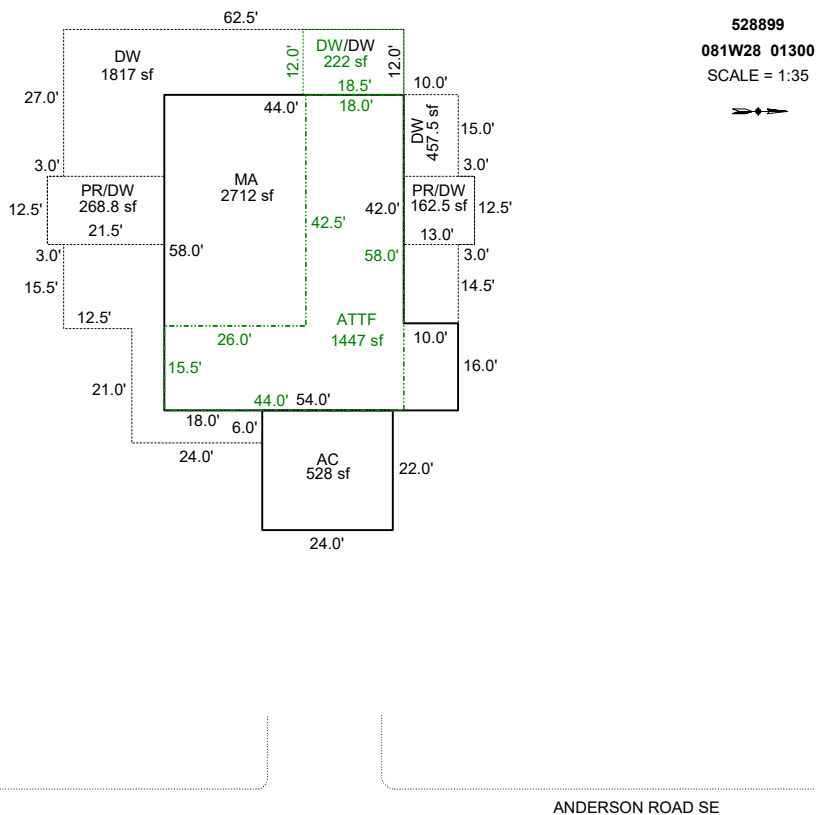 528899
081W28 01300
SCALE = 1:35
62.5'
DW
1817 sf
12.0'
DW/DW
222 sf
12.0'
18.5'
10.0'
27.0'
44.0'
18.0'
DW
457.5 sf
15.0'
3.0'
3.0'
MA
2712 sf
PR/DW
268.8 sf
PR/DW
162.5 sf
12.5'
21.5'
42.5'
42.0'
13.0'
12.5'
3.0'
58.0'
58.0'
3.0'
15.5'
14.5'
12.5'
ATTF
1447 sf
26.0'
10.0'
15.5'
16.0'
21.0'
44.0'
54.0'
18.0'
6.0'
24.0'
AC
528 sf
22.0'
24.0'
ANDERSON ROAD SE